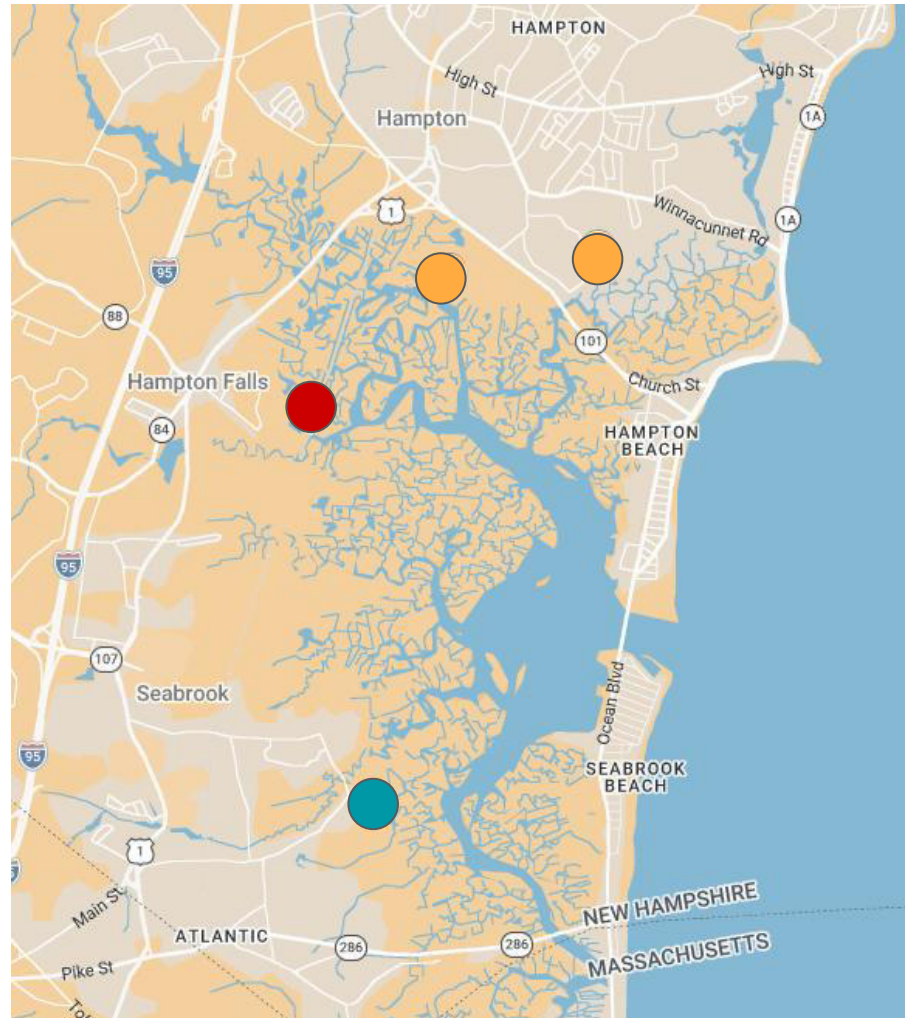 HAMPTON
High St
High St
1A
Hampton
Winnacunnet Rd
1
1A
95
88
101
Hampton Falls
Church St
84
HAMPTON
BEACH
95
107
Seabrook
Ocean Blvd
95
SEABROOK
BEACH
1
NEW HAMPSHIRE
Main St
ATLANTIC
286
286
MASSACHUSETTS
Pike St